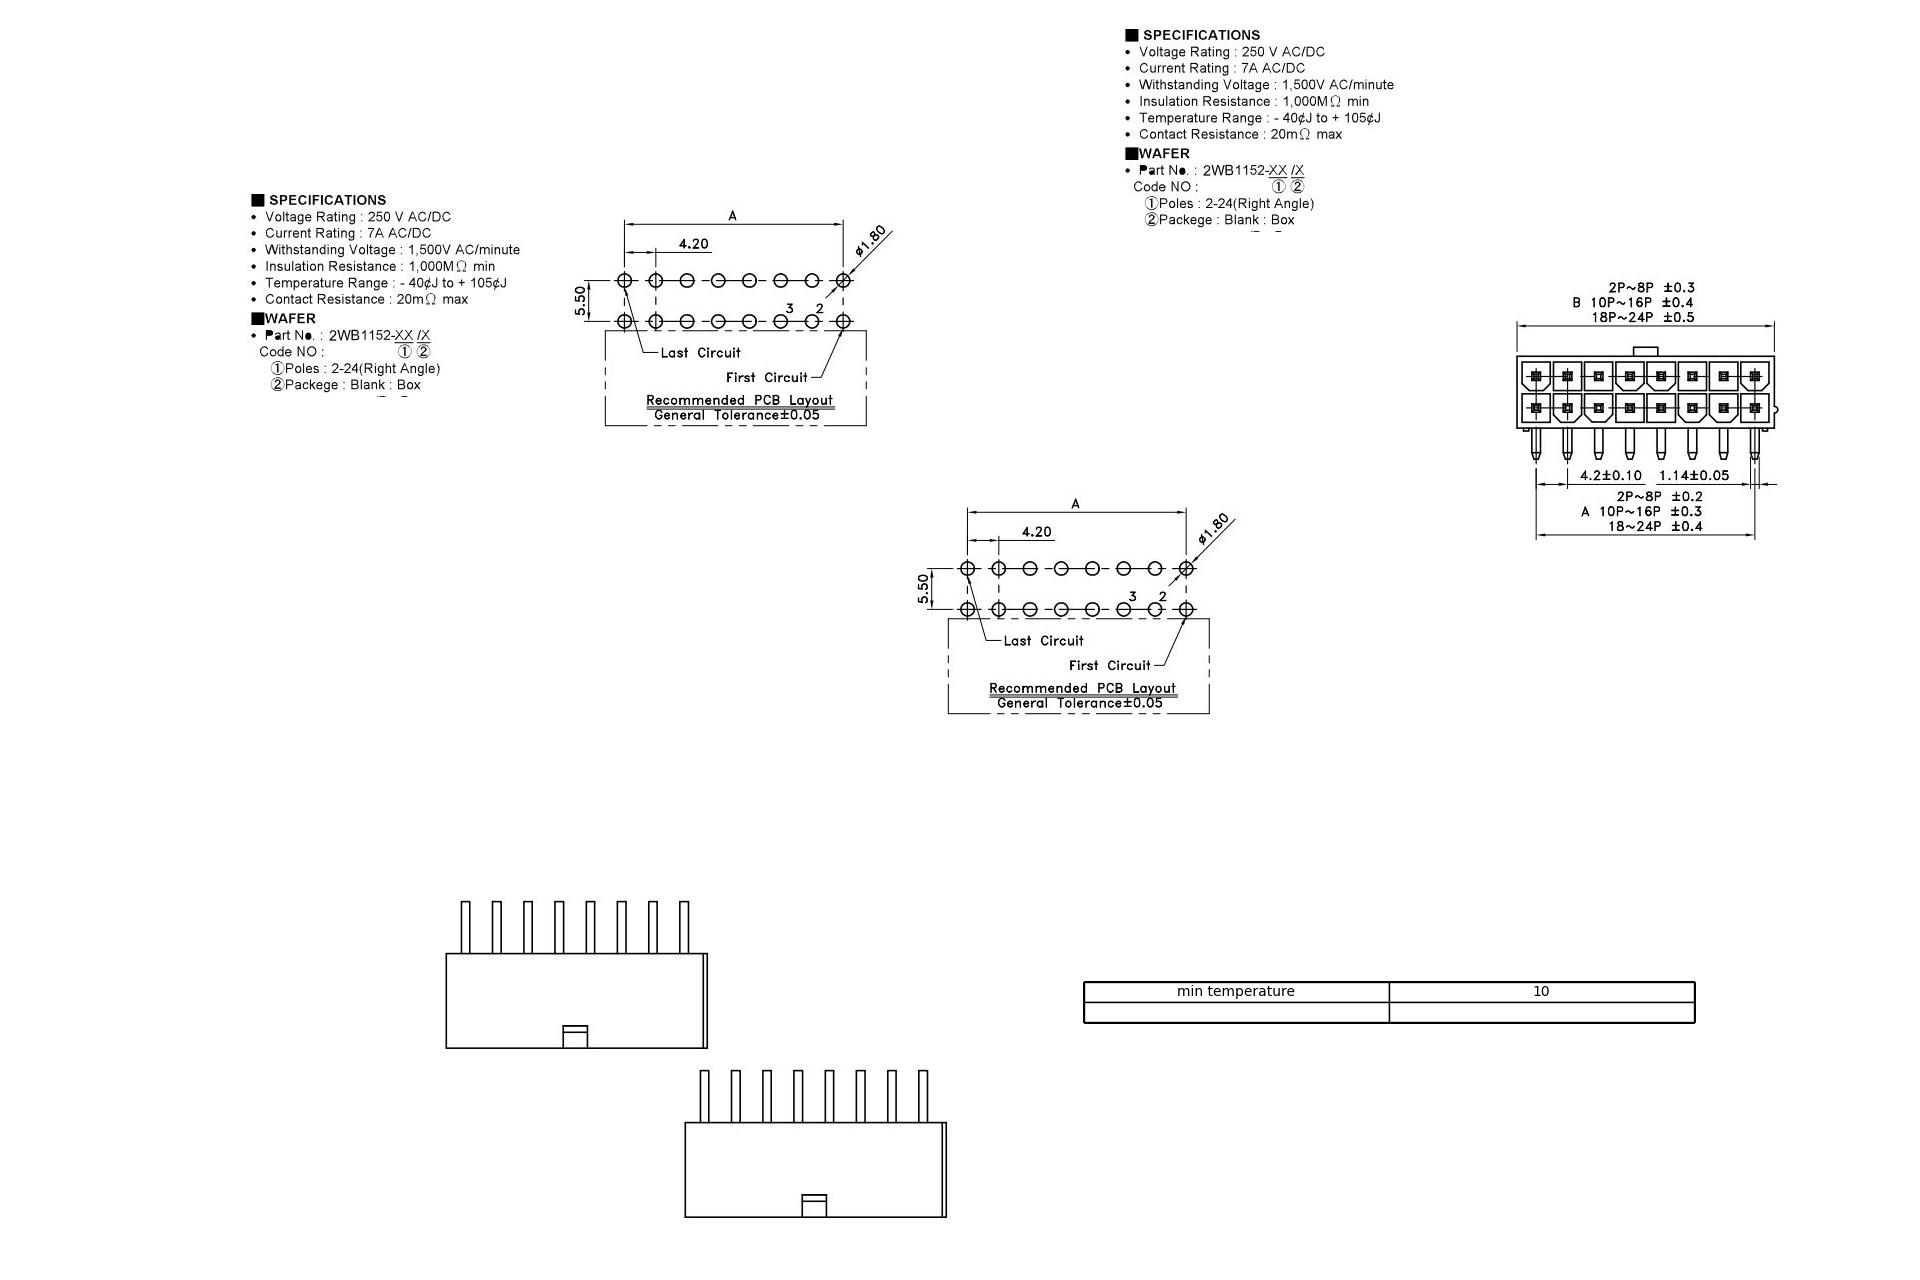 ■ SPECIFICATIONS
• Voltage Rating : 250 V AC/DC
• Current Rating : 7A AC/DC
• Withstanding Voltage : 1,500V AC/minute
• Insulation Resistance : 1,000MΩ min
• Temperature Range : - 40¢J to + 105¢J
• Contact Resistance : 20mΩ max
■WAFER
• Part No. : 2WB1152-XX /X
Code NO : ① ②
①Poles : 2-24(Right Angle)
②Packege : Blank : Box
■ SPECIFICATIONS
• Voltage Rating : 250 V AC/DC
• Current Rating : 7A AC/DC
• Withstanding Voltage : 1,500V AC/minute
• Insulation Resistance : 1,000MΩ min
• Temperature Range : - 40¢J to + 105¢J
• Contact Resistance : 20mΩ max
■WAFER
• Part No. : 2WB1152-XX /X
Code NO : ① ②
①Poles : 2-24(Right Angle)
②Packege : Blank : Box
A
4.20
ø1.80
5.50
3 2
Last Circuit
First Circuit
Recommended PCB Layout
General Tolerance±0.05
2P~8P ±0.3
B 10P~16P ±0.4
18P~24P ±0.5
4.2±0.10 1.14±0.05
2P~8P ±0.2
A 10P~16P ±0.3
18~24P ±0.4
A
4.20
ø1.80
5.50
3 2
Last Circuit
First Circuit
Recommended PCB Layout
General Tolerance±0.05
min temperature 10